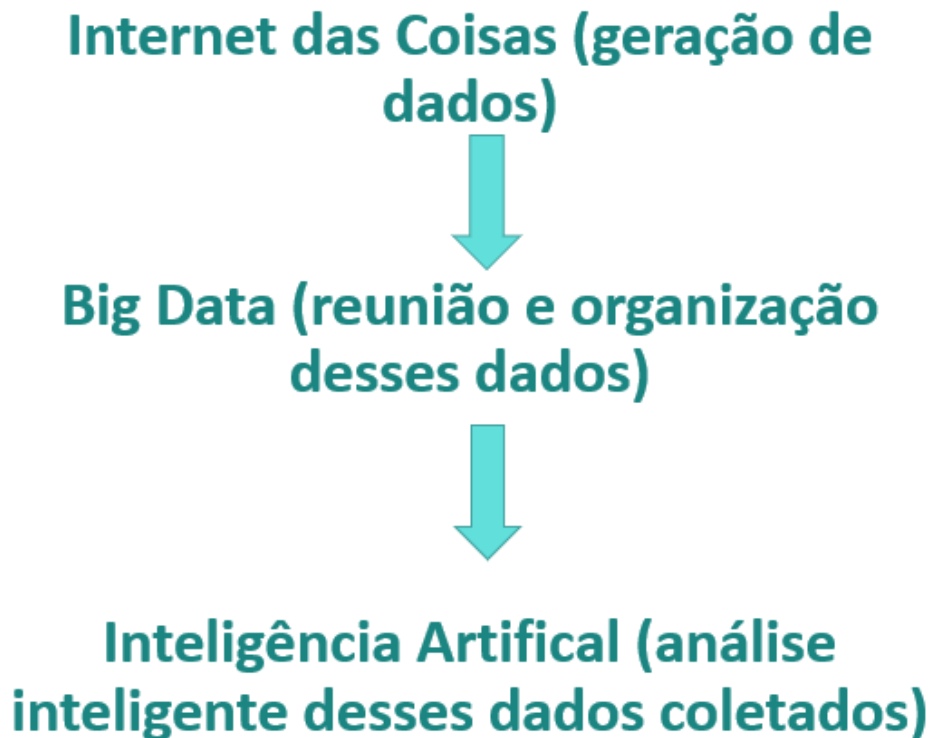 Internet das Coisas (geração de
dados)
Big Data (reunião e organização
desses dados)
Inteligência Artifical (análise
inteligente desses dados coletados)